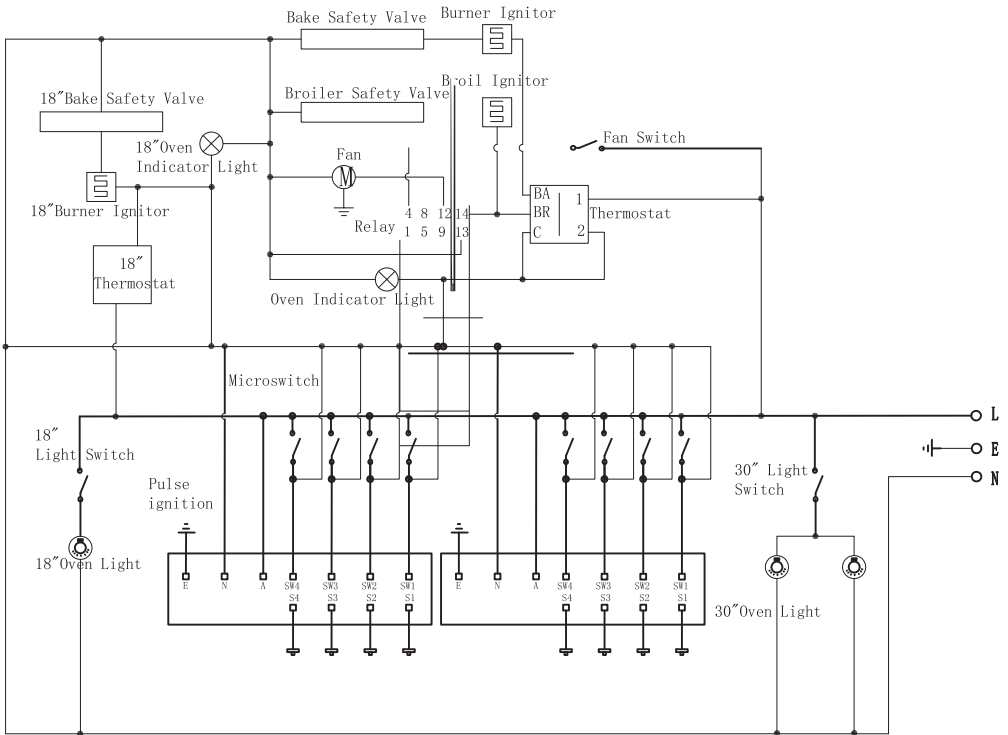 Bake Safety Valve
Burner Ignitor
Broil Ignitor
18"Bake Safety Valve
Broiler Safety Valve
Fan Switch
18"Oven
Indicator Light
Fan
M
BA 1
BR
C 2
Thermostat
18"Burner Ignitor
4 8 12 14
Relay 1 5 9 13
18"
Thermostat
Oven Indicator Light
Microswitch
L
18"
Light Switch
E
30" Light
Switch
N
Pulse
ignition
18"Oven Light
E N A SW4 SW3 SW2 SW1
S4 S3 S2 S1
E N A SW4 SW3 SW2 SW1
S4 S3 S2 S1
30"Oven Light